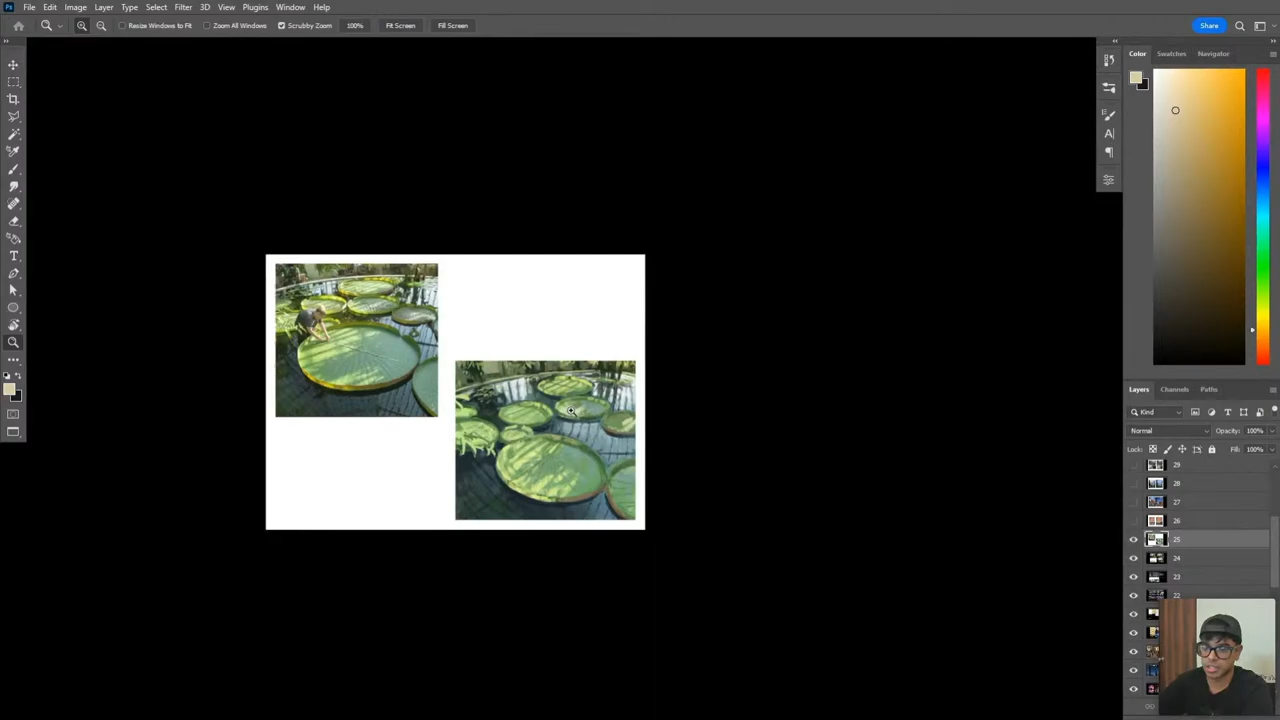 Ps File Edit Image Layer Type Select Filter 3D View Plugins Window Help
Resize Windows to Fit Zoom All Windows Scrubby Zoom 100% Fit Screen Fill Screen Share
Color Swatches Navigator
Layers Channels Paths
Kind
Normal Opacity: 100%
Lock: Fill: 100%
29
28
27
26
25
24
23
22